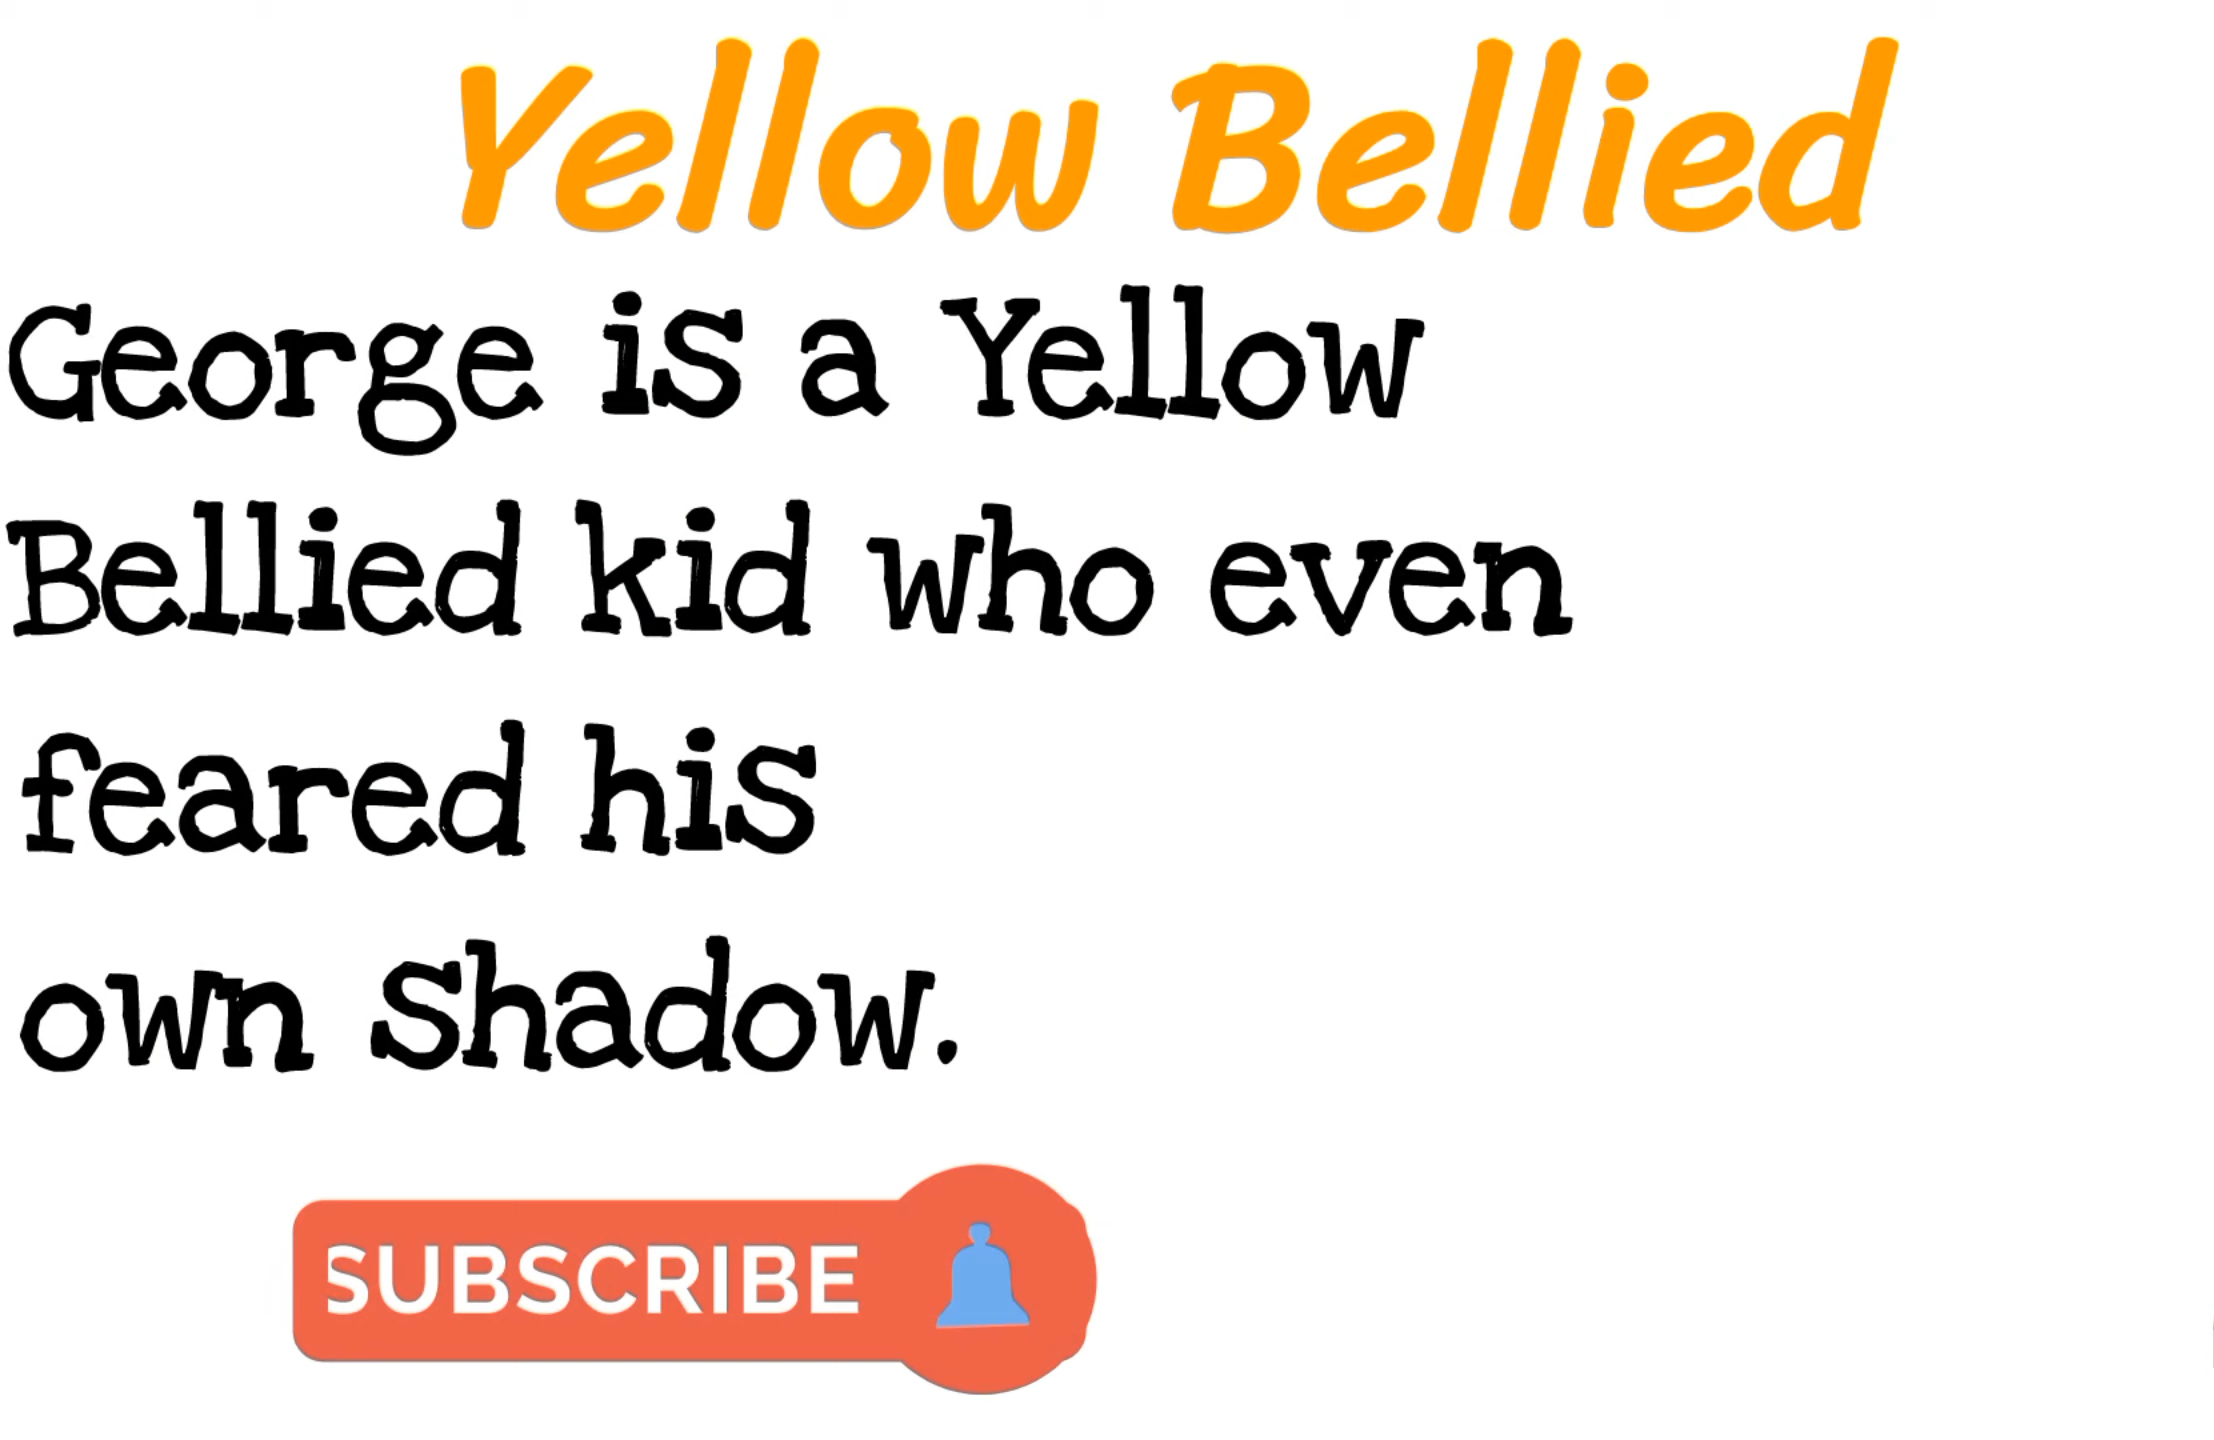 Yellow Bellied
George is a Yellow
Bellied kid who even
feared his
own Shadow.
SUBSCRIBE